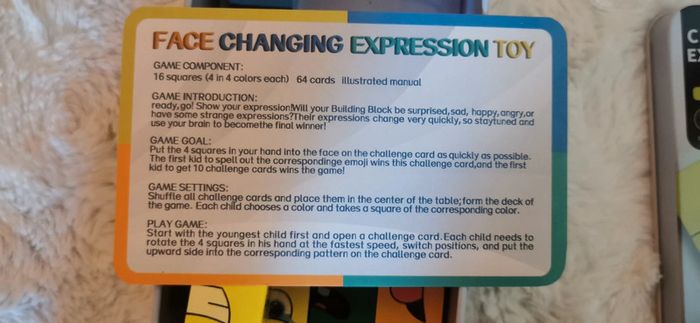 FACE CHANGING EXPRESSION TOY
GAME COMPONENT:
16 squares (4 in 4 colors each) 64 cards illustrated manual
GAME INTRODUCTION:
ready,go! Show your expression!Will your Building Block be surprised,sad, happy,angry,or
have some strange expressions?Their expressions change very quickly, so staytuned and
use your brain to becomethe final winner!
GAME GOAL:
Put the 4 squares in your hand into the face on the challenge card as quickly as possible.
The first kid to spell out the correspondinge emoji wins this challenge card,and the first
kid to get 10 challenge cards wins the game!
GAME SETTINGS:
Shuffle all challenge cards and place them in the center of the table;form the deck of
the game. Each child chooses a color and takes a square of the corresponding color.
PLAY GAME:
Start with the youngest child first and open a challenge card.Each child needs to
rotate the 4 squares in his hand at the fastest speed, switch positions, and put the
upward side into the corresponding pattern on the challenge card.